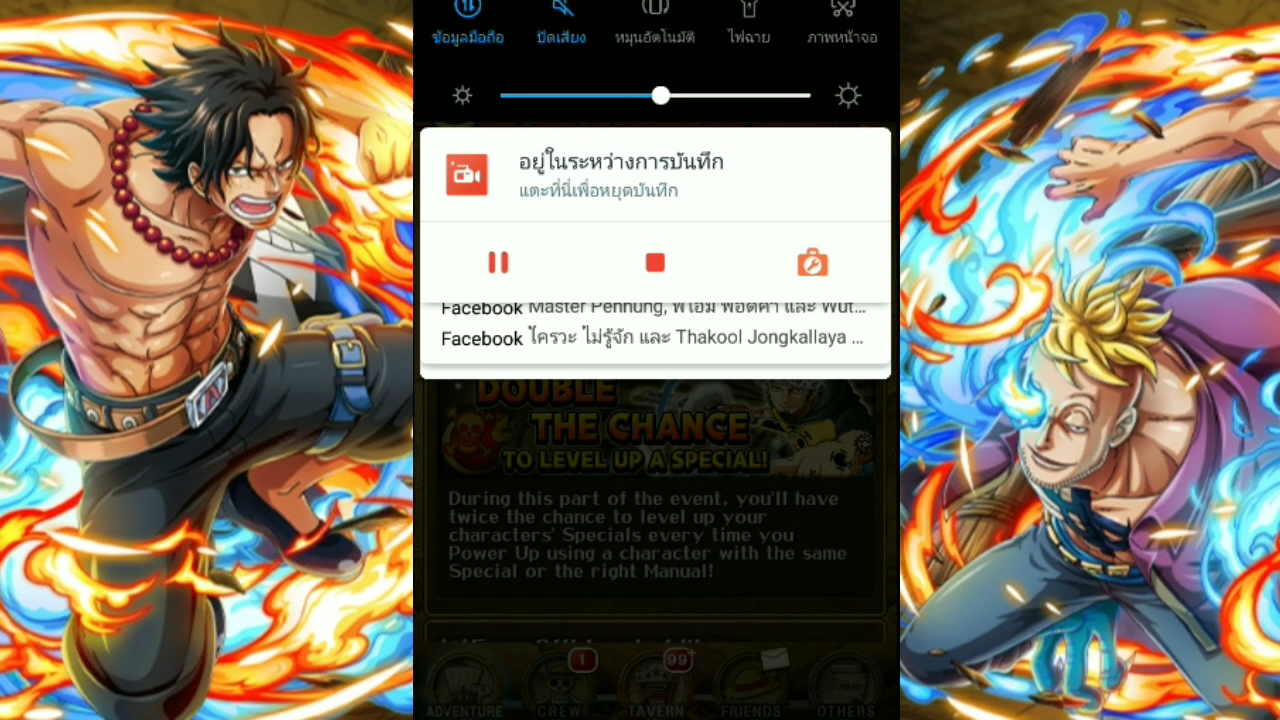 ข้อมูลมือถือ ปิดเสียง หมุนอัตโนมัติ ไฟฉาย ภาพหน้าจอ
อยู่ในระหว่างการบันทึก
แตะที่นี่เพื่อหยุดบันทึก
Facebook Master Penhung, พี่โอม พ่อค้า และ Wut...
Facebook ใครวะ ไม่รู้จัก และ Thakool Jongkallaya ...
DOUBLE
THE CHANCE
TO LEVEL UP A SPECIAL!
During this part of the event, you'll have
twice the chance to level up your
characters' Specials every time you
Power Up using a character with the same
Special or the right Manual!
1 99+
ADVENTURE CREW TAVERN FRIENDS OTHERS